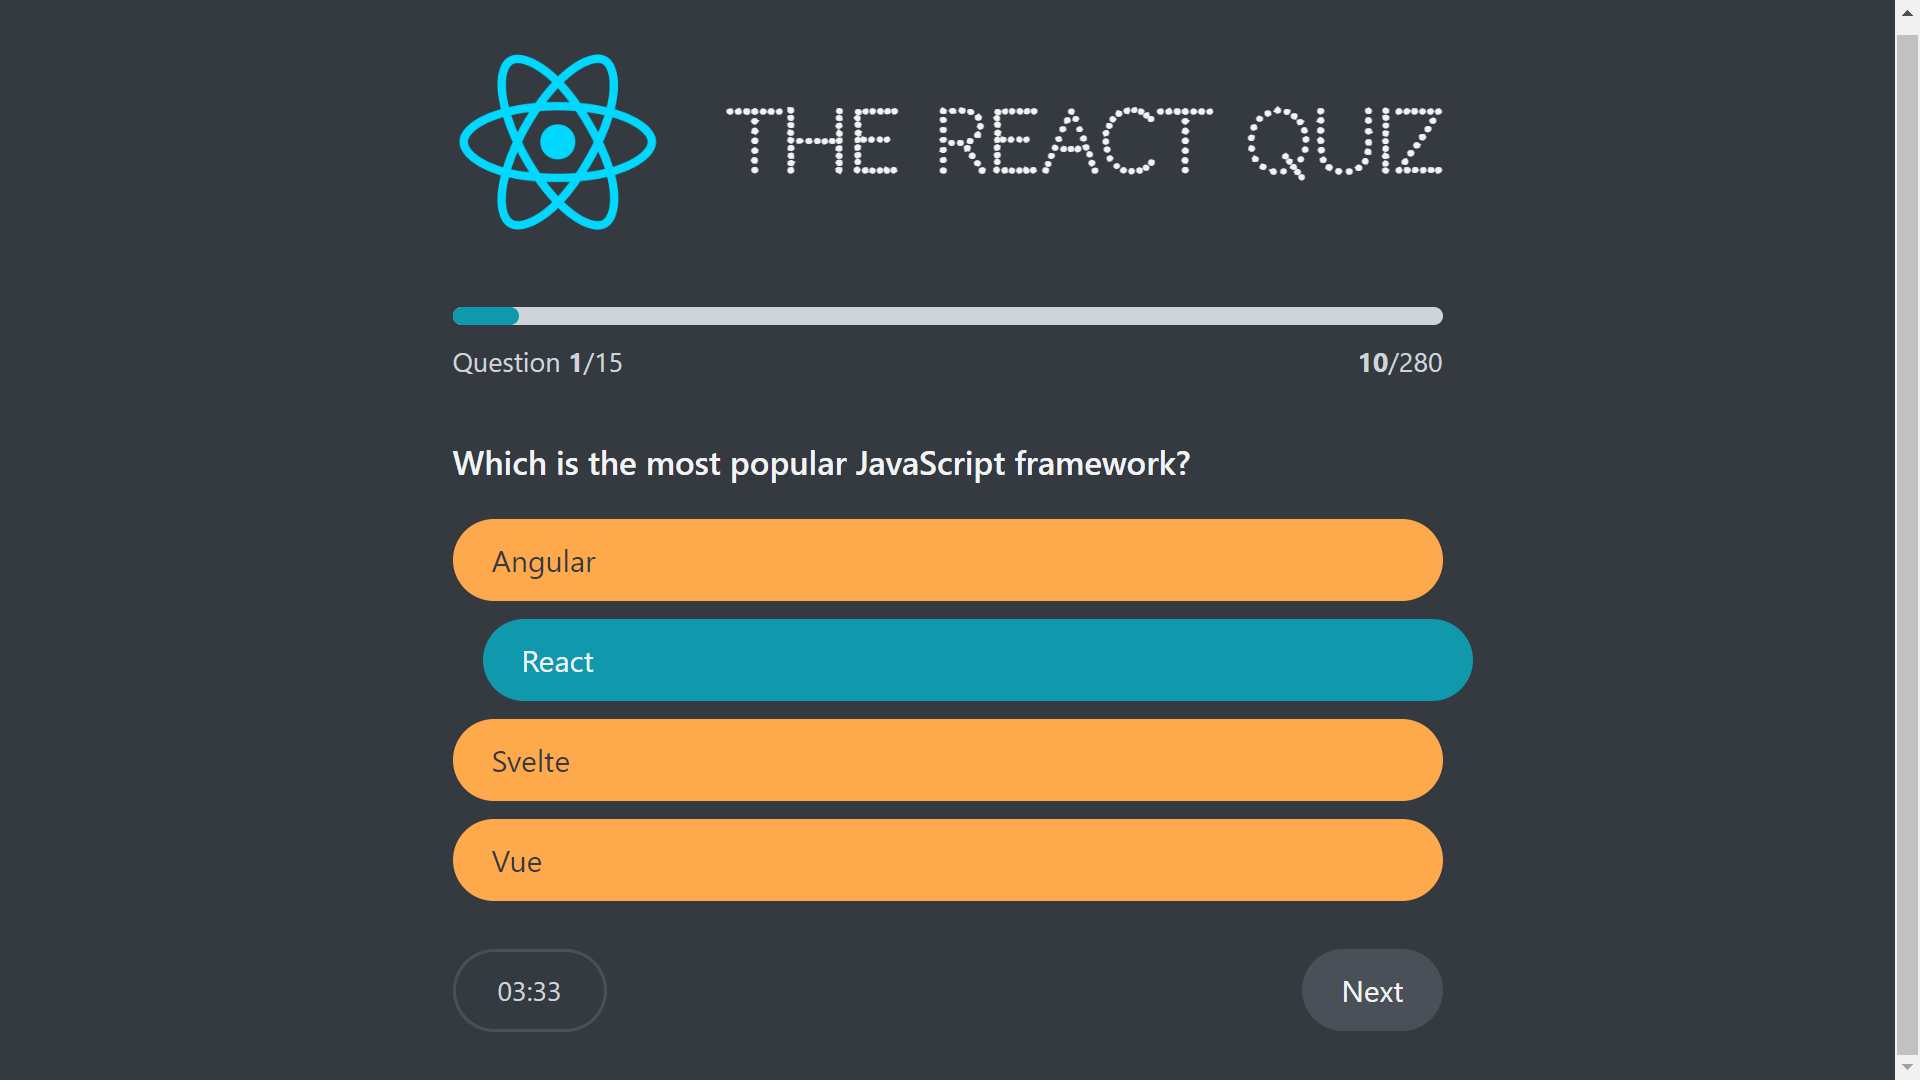 THE REACT QUIZ
Question 1/15
10/280
Which is the most popular JavaScript framework?
Angular
React
Svelte
Vue
03:33
Next